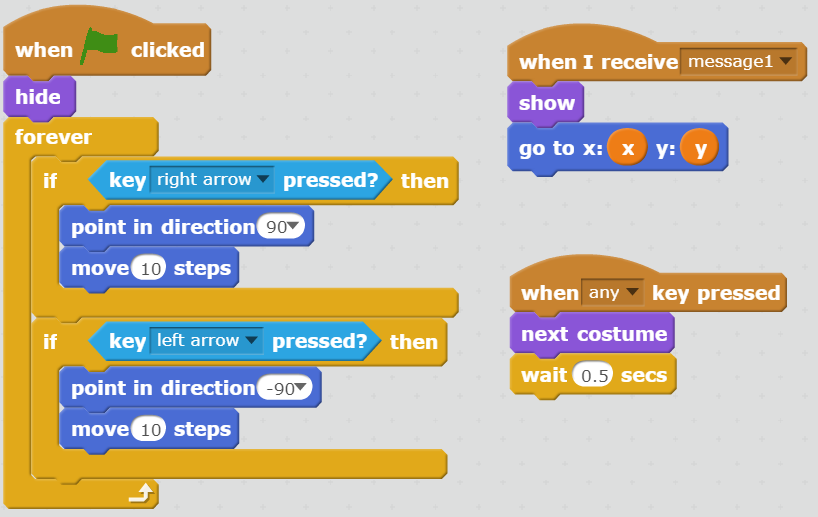 when clicked
hide
forever
if key right arrow pressed? then
point in direction 90
move 10 steps
if key left arrow pressed? then
point in direction -90
move 10 steps
when I receive message1
show
go to x: x y: y
when any key pressed
next costume
wait 0.5 secs